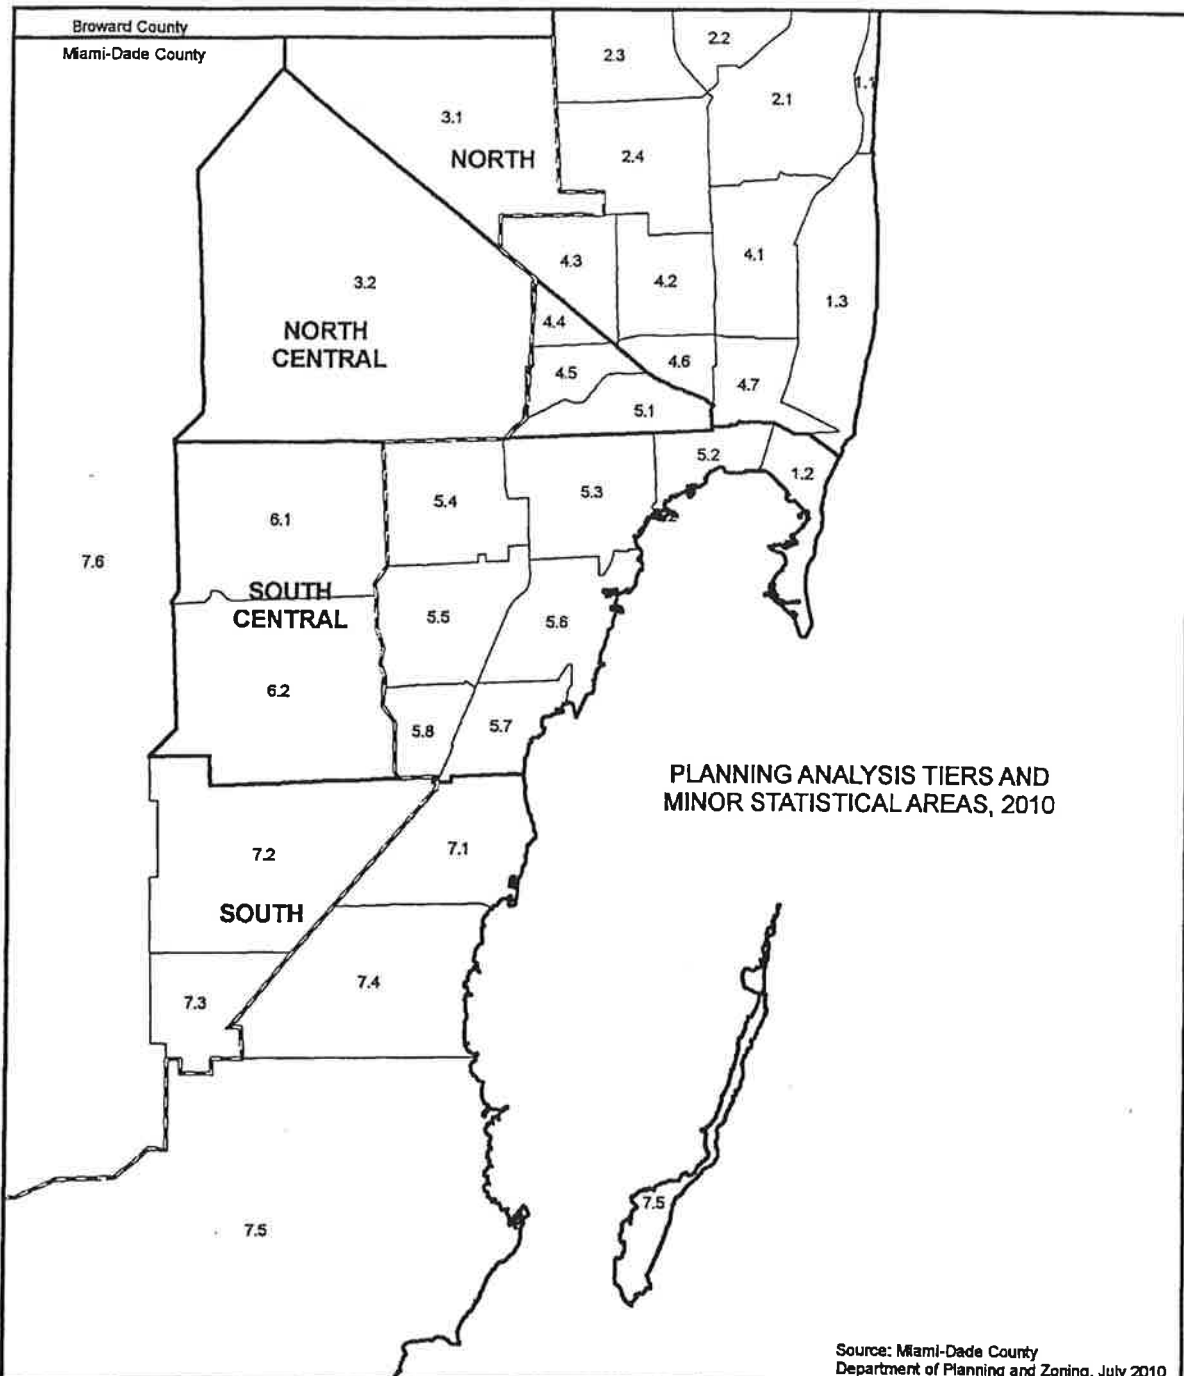 Broward County
Miami-Dade County
2.3
2.2
2.1
1.1
3.1
NORTH
2.4
4.3
4.2
4.1
3.2
1.3
NORTH
CENTRAL
4.4
4.5
4.6
4.7
5.1
5.2
1.2
5.4
5.3
6.1
7.6
SOUTH
CENTRAL
5.5
5.6
6.2
5.8
5.7
PLANNING ANALYSIS TIERS AND
MINOR STATISTICAL AREAS, 2010
7.2
7.1
SOUTH
7.4
7.3
7.5
7.5
Source: Miami-Dade County
Department of Planning and Zoning, July 2010